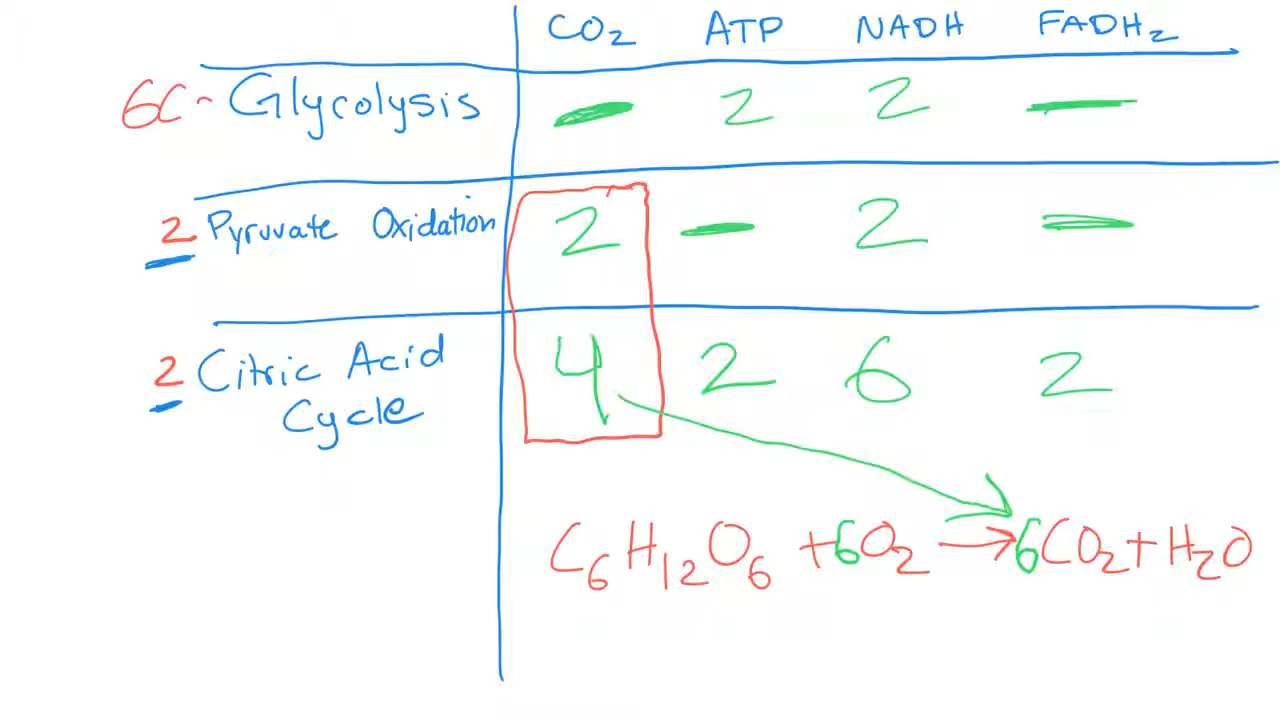 CO2 ATP NADH FADH2
6C - Glycolysis — 2 2 —
2 Pyruvate Oxidation 2 — 2 —
2 Citric Acid 4 2 6 2
Cycle
C6H12O6 + 6O2 → 6CO2 + H2O